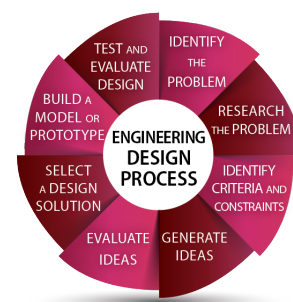 ENGINEERING
DESIGN
PROCESS
IDENTIFY
THE
PROBLEM
RESEARCH
THE PROBLEM
IDENTIFY
CRITERIA AND
CONSTRAINTS
GENERATE
IDEAS
EVALUATE
IDEAS
SELECT
A DESIGN
SOLUTION
BUILD A
MODEL OR
PROTOTYPE
TEST AND
EVALUATE
DESIGN